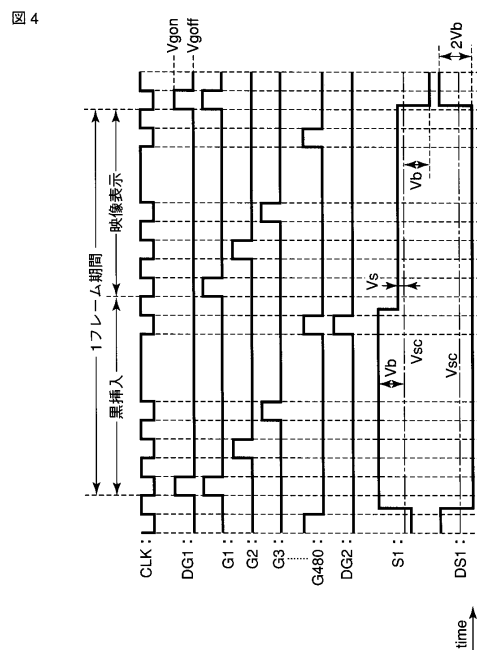 図 4
1フレーム期間
黒挿入
映像表示
Vgon
Vgoff
CLK :
DG1 :
G1 :
G2 :
G3 :
G480 :
DG2 :
S1 :
DS1 :
Vb
Vsc
Vs
Vb
Vsc
2Vb
time